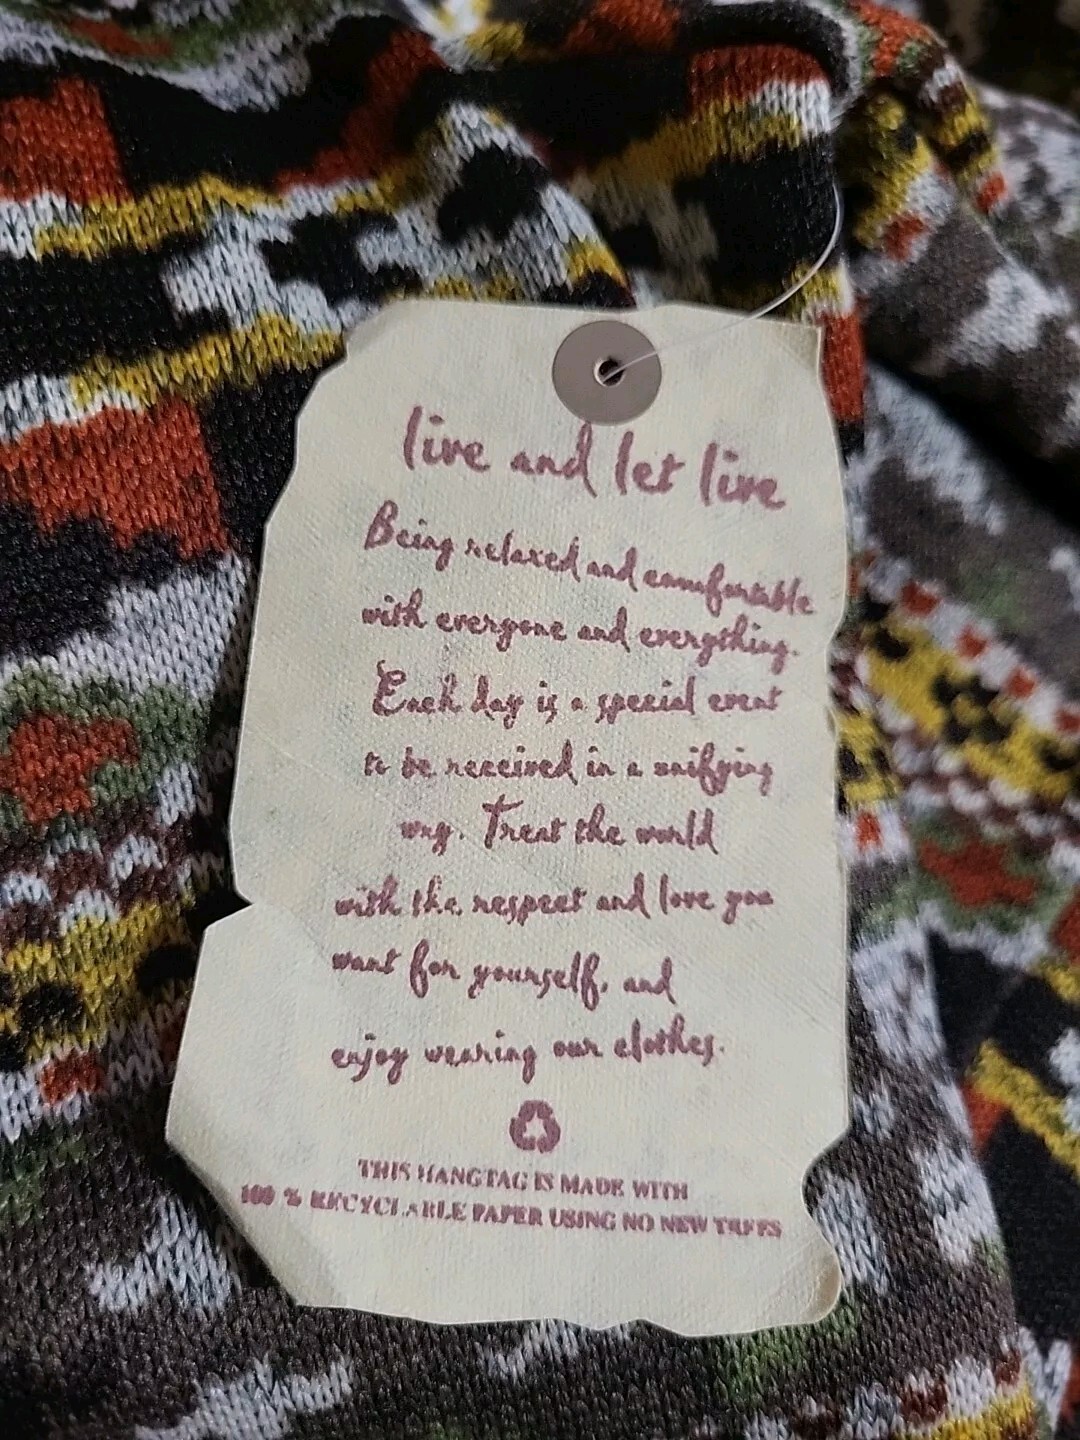 live and let live
Being relaxed and comfortable
with everyone and everything.
Each day is a special event
to be received in a unifying
way. Treat the world
with the respect and love you
want for yourself, and
enjoy wearing our clothes.
THIS HANGTAG IS MADE WITH
100 % RECYCLABLE PAPER USING NO NEW TREES